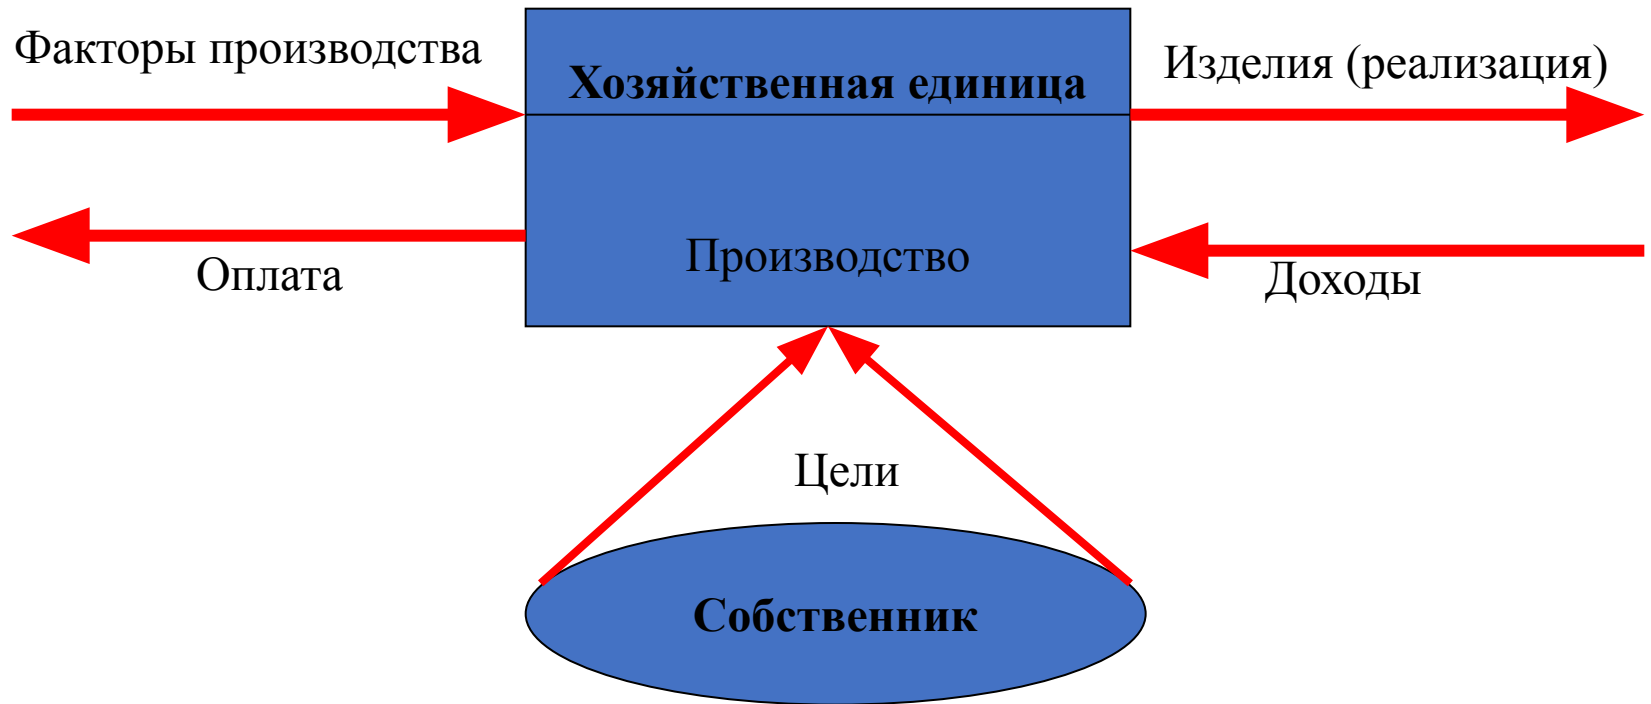 Факторы производства
Хозяйственная единица
Изделия (реализация)
Оплата
Производство
Доходы
Цели
Собственник